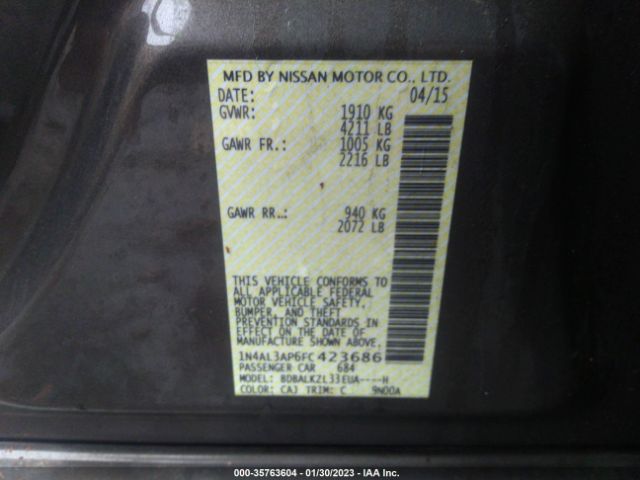 MFD BY NISSAN MOTOR CO., LTD.
DATE: 04/15
GVWR: 1910 KG
4211 LB
GAWR FR.: 1005 KG
2216 LB
GAWR RR..: 940 KG
2072 LB
THIS VEHICLE CONFORMS TO
ALL APPLICABLE FEDERAL
MOTOR VEHICLE SAFETY,
BUMPER, AND THEFT
PREVENTION STANDARDS
IN EFFECT ON THE DATE OF
MANUFACTURE SHOWN ABOVE.
1N4AL3AP6FC423686
PASSENGER CAR 684
MODEL: BDBALKZL33EUA----H
COLOR: CAJ TRIM: C 9N00A
000-35763604 - 01/30/2023 - IAA Inc.